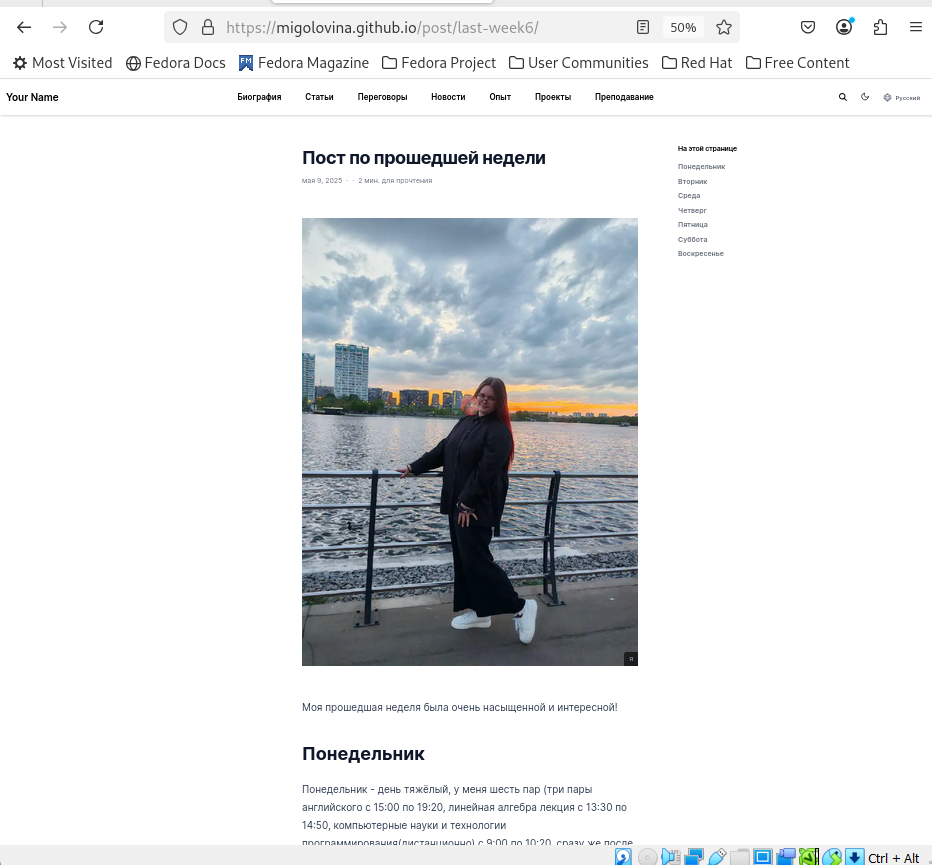 https://migolovina.github.io/post/last-week6/
50%
Most Visited
Fedora Docs
Fedora Magazine
Fedora Project
User Communities
Red Hat
Free Content
Your Name
Биография
Статьи
Переговоры
Новости
Опыт
Проекты
Преподавание
Русский
Пост по прошедшей недели
мая 9, 2025 · · 2 мин. для прочтения
На этой странице
Понедельник
Вторник
Среда
Четверг
Пятница
Суббота
Воскресенье
Я
Моя прошедшая неделя была очень насыщенной и интересной!
Понедельник
Понедельник - день тяжёлый, у меня шесть пар (три пары
английского с 15:00 по 19:20, линейная алгебра лекция с 13:30 по
14:50, компьютерные науки и технологии
программирования(дистанционно) с 9:00 по 10:20, сразу же после
Ctrl + Alt